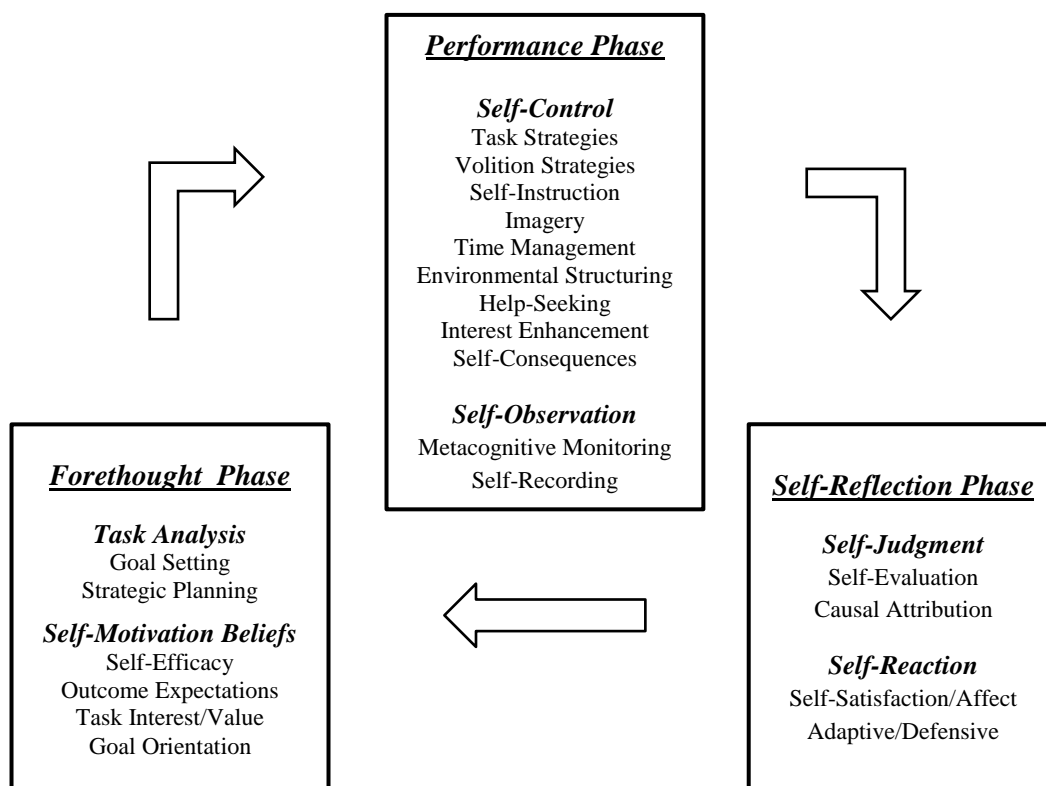 Performance Phase
Self-Control
Task Strategies
Volition Strategies
Self-Instruction
Imagery
Time Management
Environmental Structuring
Help-Seeking
Interest Enhancement
Self-Consequences
Self-Observation
Metacognitive Monitoring
Self-Recording
Forethought Phase
Task Analysis
Goal Setting
Strategic Planning
Self-Motivation Beliefs
Self-Efficacy
Outcome Expectations
Task Interest/Value
Goal Orientation
Self-Reflection Phase
Self-Judgment
Self-Evaluation
Causal Attribution
Self-Reaction
Self-Satisfaction/Affect
Adaptive/Defensive